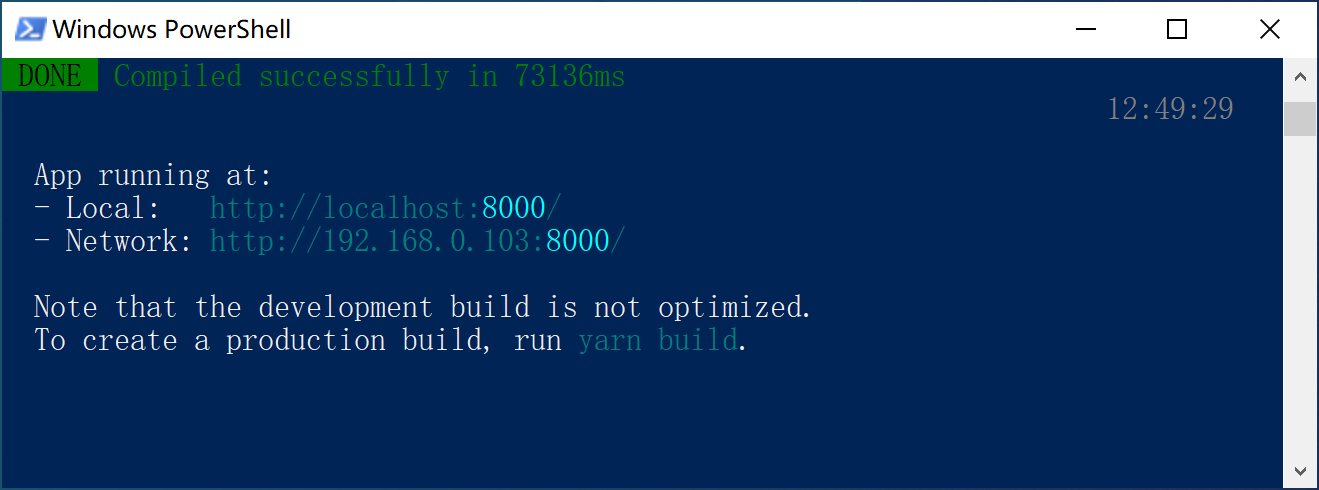 Windows PowerShell
DONE Compiled successfully in 73136ms
12:49:29
App running at:
- Local: http://localhost:8000/
- Network: http://192.168.0.103:8000/
Note that the development build is not optimized.
To create a production build, run yarn build.